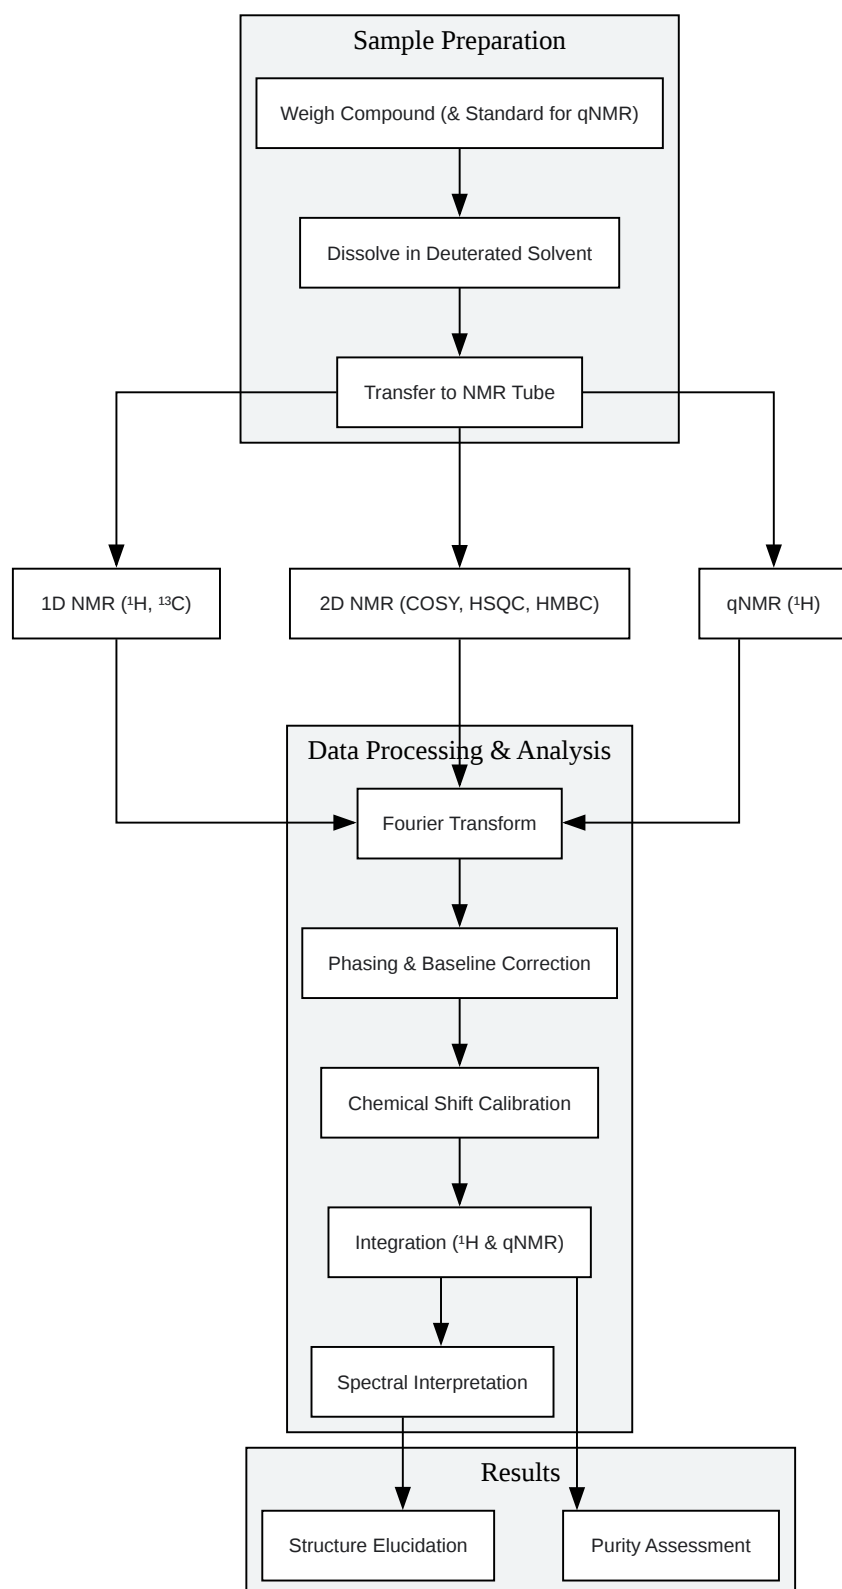 Sample Preparation
Weigh Compound (& Standard for qNMR)
Dissolve in Deuterated Solvent
Transfer to NMR Tube
1D NMR (¹H, ¹³C)
2D NMR (COSY, HSQC, HMBC)
qNMR (¹H)
Data Processing & Analysis
Fourier Transform
Phasing & Baseline Correction
Chemical Shift Calibration
Integration (¹H & qNMR)
Spectral Interpretation
Results
Structure Elucidation
Purity Assessment